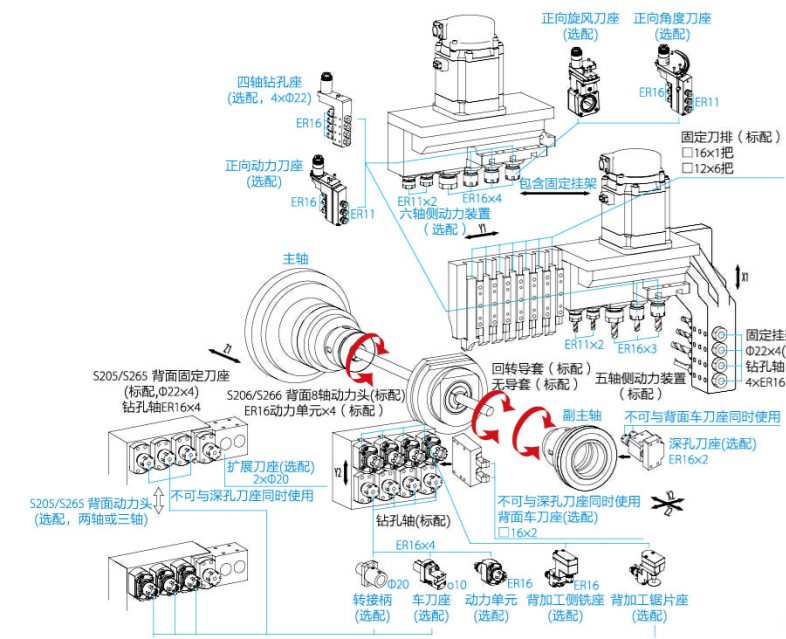 正向旋风刀座
(选配)
正向角度刀座
(选配)
四轴钻孔座
(选配，4×Φ22)
ER16
ER16
ER11
固定刀排（标配）
□16×1把
□12×6把
正向动力刀座
(选配)
ER16
ER11
ER11×2
ER16×4
包含固定挂架
六轴侧动力装置
（选配）
Y1
主轴
X1
Z1
ER11×2
ER16×3
固定挂
Φ22×4(
钻孔轴
4×ER16
回转导套（标配）
无导套（标配）
五轴侧动力装置
（标配）
S205/S265 背面固定刀座
(标配,Φ22×4)
钻孔轴ER16×4
S206/S266 背面8轴动力头(标配)
ER16动力单元×4（标配）
副主轴
不可与背面车刀座同时使用
深孔刀座(选配)
ER16×2
扩展刀座(选配)
2×Φ20
Y2
X2
Z2
S205/S265 背面动力头
(选配，两轴或三轴)
不可与深孔刀座同时使用
不可与深孔刀座同时使用
背面车刀座(选配)
□16×2
钻孔轴(标配)
ER16×4
Φ20
o10
ER16
ER16
转接柄
(选配)
车刀座
(选配)
动力单元
(选配)
背加工侧铣座
(选配)
背加工锯片座
(选配)